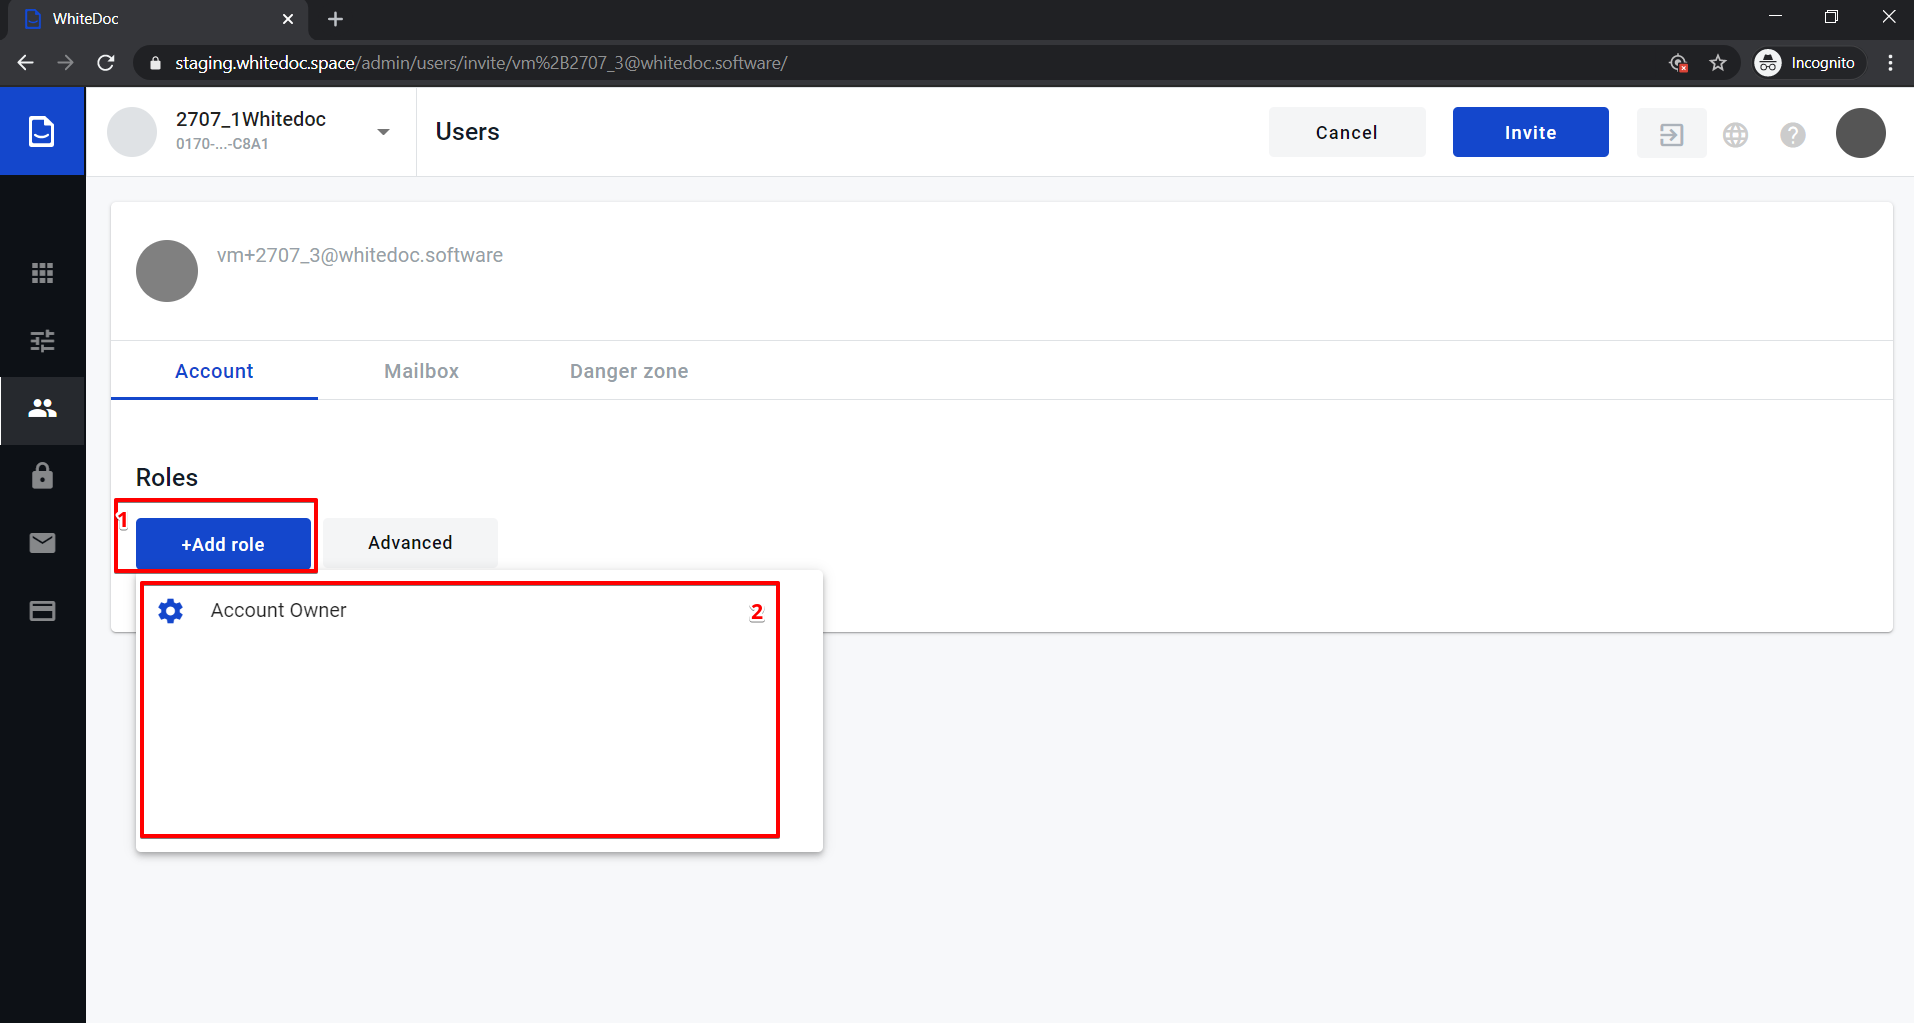 WhiteDoc
staging.whitedoc.space/admin/users/invite/vm%2B2707_3@whitedoc.software/
Incognito
2707_1Whitedoc
0170-...-C8A1
Users
Cancel
Invite
?
vm+2707_3@whitedoc.software
Account
Mailbox
Danger zone
Roles
1
+Add role
Advanced
Account Owner
2